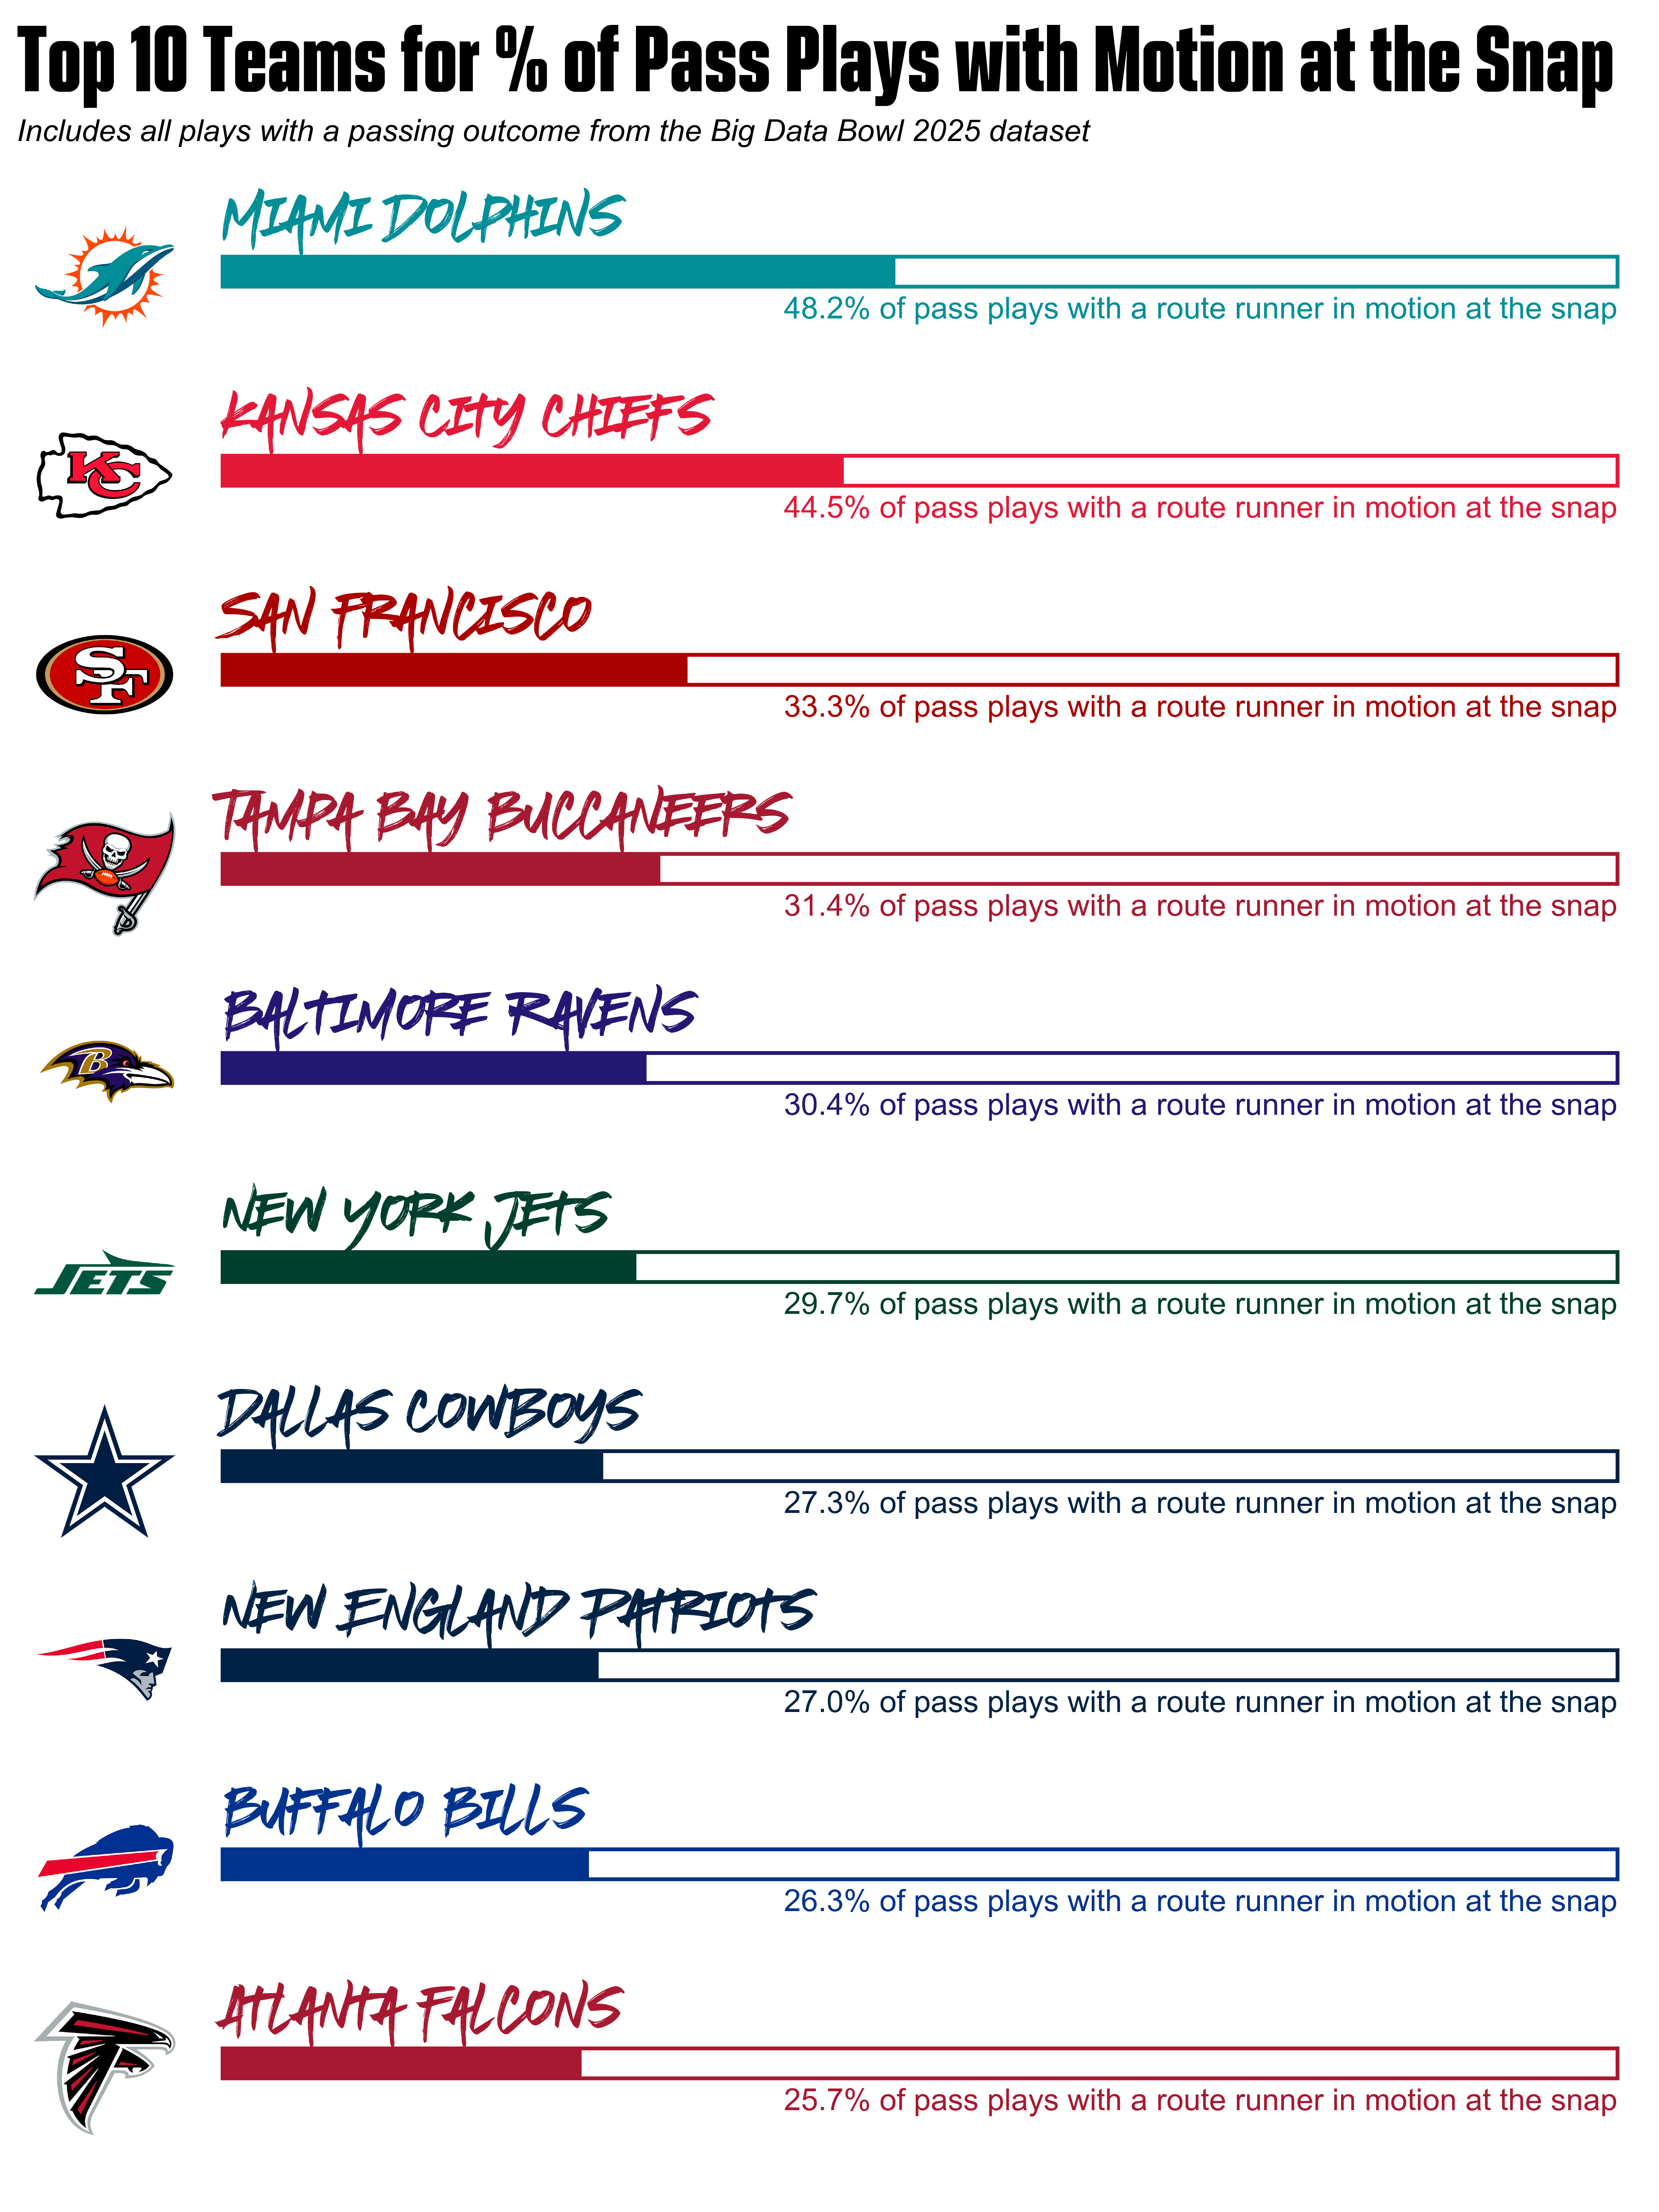 Top 10 Teams for % of Pass Plays with Motion at the Snap
Includes all plays with a passing outcome from the Big Data Bowl 2025 dataset
MIAMI DOLPHINS
48.2% of pass plays with a route runner in motion at the snap
KANSAS CITY CHIEFS
KC
44.5% of pass plays with a route runner in motion at the snap
SAN FRANCISCO
SF
33.3% of pass plays with a route runner in motion at the snap
TAMPA BAY BUCCANEERS
31.4% of pass plays with a route runner in motion at the snap
BALTIMORE RAVENS
B
30.4% of pass plays with a route runner in motion at the snap
NEW YORK JETS
JETS
29.7% of pass plays with a route runner in motion at the snap
DALLAS COWBOYS
27.3% of pass plays with a route runner in motion at the snap
NEW ENGLAND PATRIOTS
27.0% of pass plays with a route runner in motion at the snap
BUFFALO BILLS
26.3% of pass plays with a route runner in motion at the snap
ATLANTA FALCONS
25.7% of pass plays with a route runner in motion at the snap